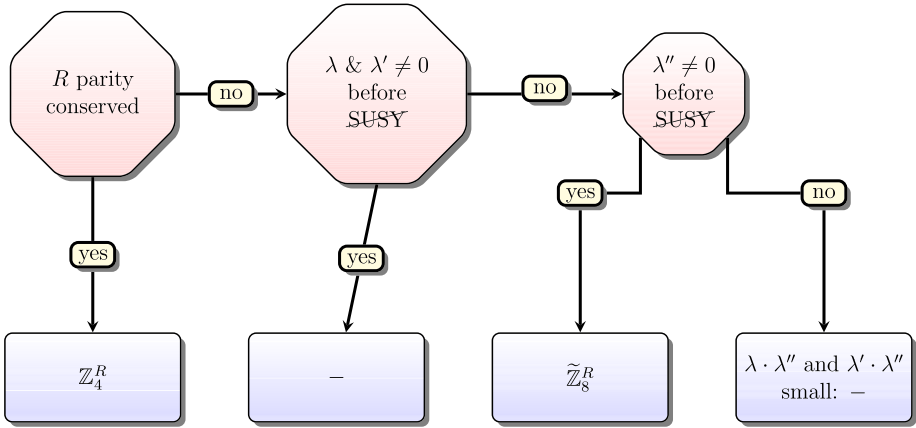 R parity
conserved
no
λ & λ′ ≠ 0
before
SUSY
no
λ″ ≠ 0
before
SUSY
yes
yes
yes
no
ℤ₄ᴿ
−
ℤ̃₈ᴿ
λ · λ″ and λ′ · λ″
small: −